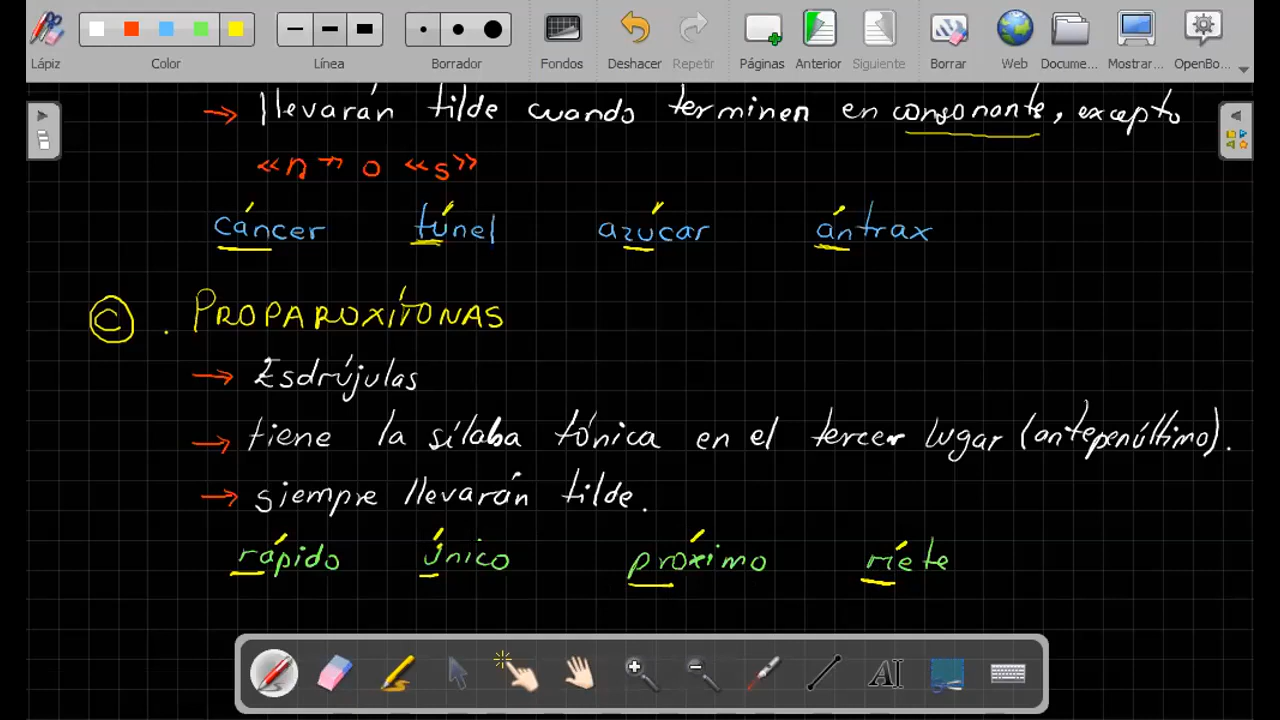 Lápiz Color Línea Borrador Fondos Deshacer Repetir Páginas Anterior Siguiente Borrar Web Docume... Mostrar... OpenBo...
→ llevarán tilde cuando terminen en consonante, excepto
«n» o «s»
cáncer túnel azúcar ántrax
C . PROPAROXÍTONAS
→ Esdrújulas
→ tiene la sílaba tónica en el tercer lugar (antepenúltimo).
→ siempre llevarán tilde.
rápido único próximo ríete
AI